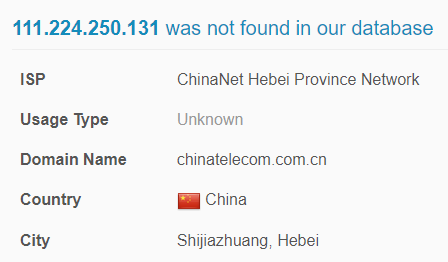 111.224.250.131 was not found in our database
ISP ChinaNet Hebei Province Network
Usage Type Unknown
Domain Name chinatelecom.com.cn
Country China
City Shijiazhuang, Hebei